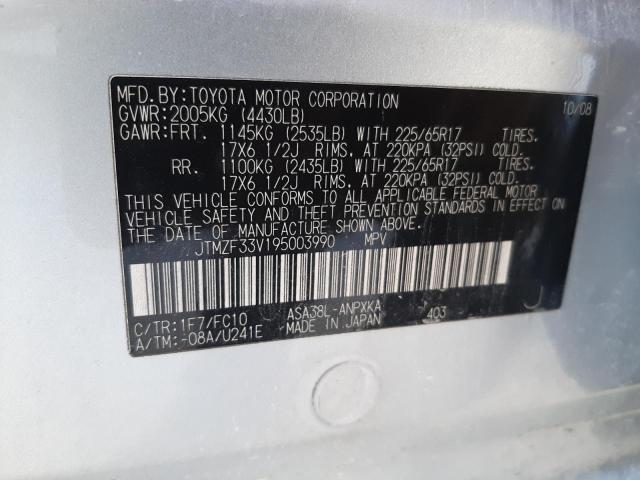 MFD.BY:TOYOTA MOTOR CORPORATION 10/08
GVWR:2005KG (4430LB)
GAWR:FRT. 1145KG (2535LB) WITH 225/65R17 TIRES.
17X6 1/2J RIMS. AT 220KPA (32PSI) COLD.
RR. 1100KG (2435LB) WITH 225/65R17 TIRES.
17X6 1/2J RIMS. AT 220KPA (32PSI) COLD.
THIS VEHICLE CONFORMS TO ALL APPLICABLE FEDERAL MOTOR
VEHICLE SAFETY AND THEFT PREVENTION STANDARDS IN EFFECT ON
THE DATE OF MANUFACTURE SHOWN ABOVE.
JTMZF33V195003990 MPV
C/TR:1F7/FC10 ASA38L-ANPXKA 403 J
A/TM:-08A/U241E MADE IN JAPAN